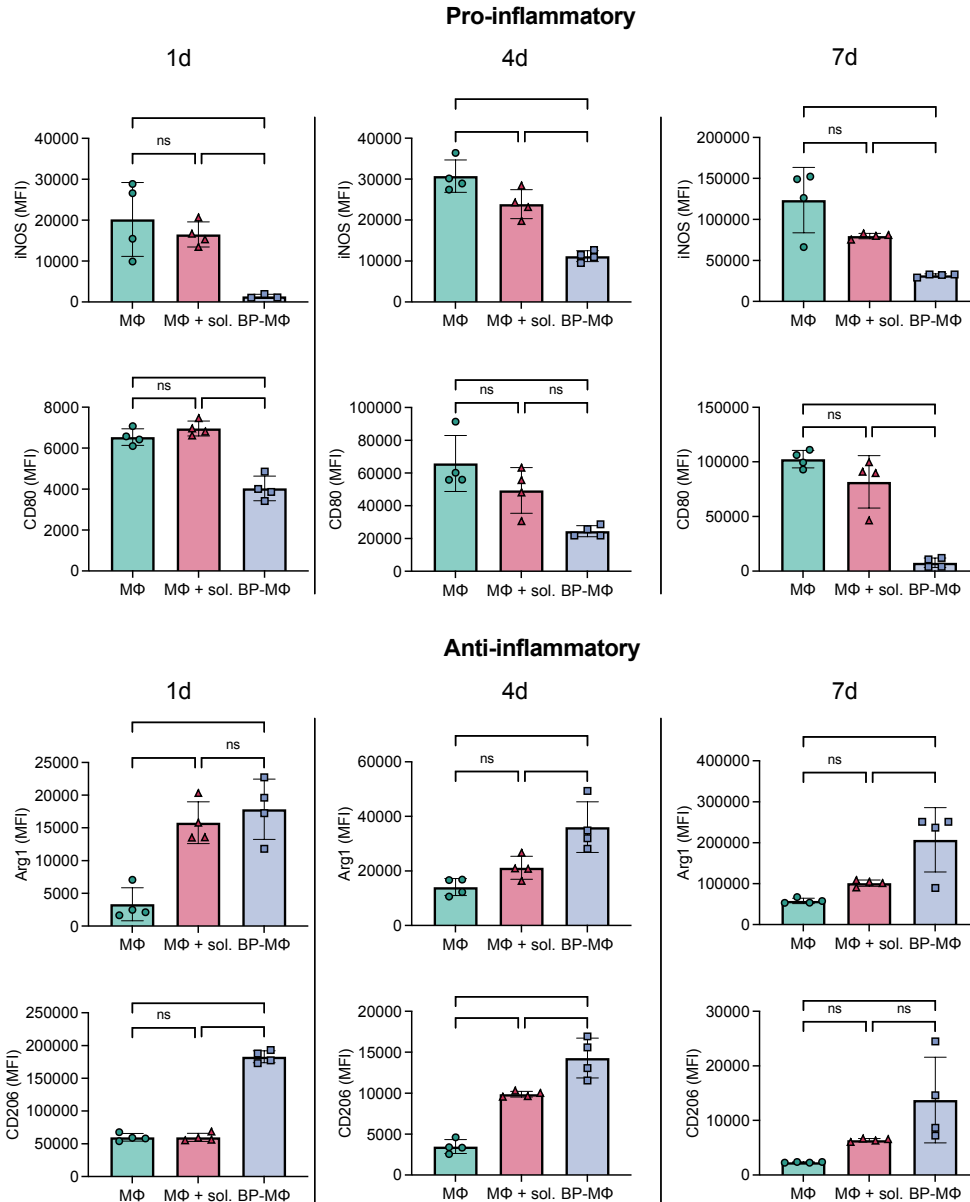 Pro-inflammatory
1d
4d
7d
ns
iNOS (MFI)
40000
30000
20000
10000
0
MΦ MΦ + sol. BP-MΦ
iNOS (MFI)
40000
30000
20000
10000
0
MΦ MΦ + sol. BP-MΦ
ns
iNOS (MFI)
200000
150000
100000
50000
0
MΦ MΦ + sol. BP-MΦ
ns
CD80 (MFI)
8000
6000
4000
2000
0
MΦ MΦ + sol. BP-MΦ
ns ns
CD80 (MFI)
100000
80000
60000
40000
20000
0
MΦ MΦ + sol. BP-MΦ
ns
CD80 (MFI)
150000
100000
50000
0
MΦ MΦ + sol. BP-MΦ
Anti-inflammatory
1d
4d
7d
ns
Arg1 (MFI)
25000
20000
15000
10000
5000
0
MΦ MΦ + sol. BP-MΦ
ns
Arg1 (MFI)
60000
40000
20000
0
MΦ MΦ + sol. BP-MΦ
ns
Arg1 (MFI)
400000
300000
200000
100000
0
MΦ MΦ + sol. BP-MΦ
ns
CD206 (MFI)
250000
200000
150000
100000
50000
0
MΦ MΦ + sol. BP-MΦ
CD206 (MFI)
20000
15000
10000
5000
0
MΦ MΦ + sol. BP-MΦ
ns ns
CD206 (MFI)
30000
20000
10000
0
MΦ MΦ + sol. BP-MΦ